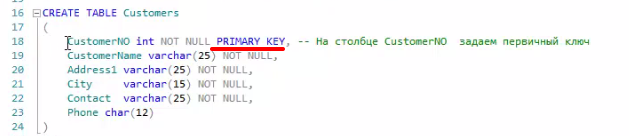 16 CREATE TABLE Customers
17 (
18 CustomerNO int NOT NULL PRIMARY KEY, -- На столбце CustomerNO задаем первичный ключ
19 CustomerName varchar(25) NOT NULL,
20 Address1 varchar(25) NOT NULL,
21 City varchar(15) NOT NULL,
22 Contact varchar(25) NOT NULL,
23 Phone char(12)
24 )